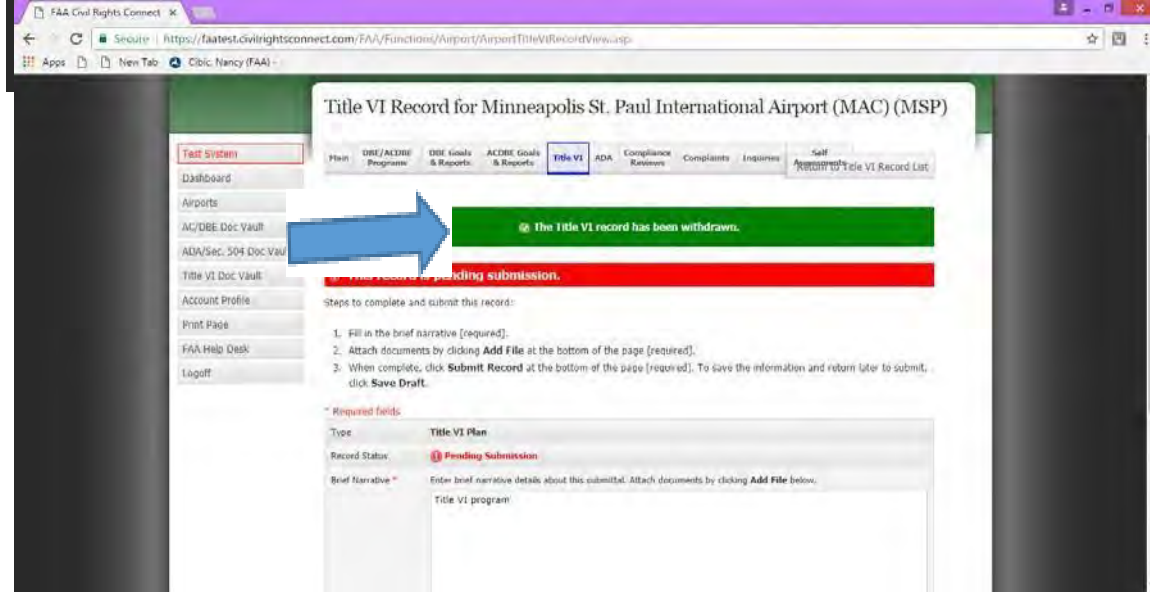 FAA Civil Rights Connect
Secure https://faatest.civilrightsconnect.com/FAA/Functions/Airport/AirportTitleVIRecordView.asp
Apps New Tab Cibic, Nancy (FAA) -
Title VI Record for Minneapolis St. Paul International Airport (MAC) (MSP)
Main DBE/ACDBE Programs DBE Goals & Reports ACDBE Goals & Reports Title VI ADA Compliance Reviews Complaints Inquiries Self Assessments
Return to Title VI Record List
Test System
Dashboard
Airports
AC/DBE Doc Vault
ADA/Sec. 504 Doc Vau
Title VI Doc Vault
Account Profile
Print Page
FAA Help Desk
Logoff
The Title VI record has been withdrawn.
This record is pending submission.
Steps to complete and submit this record:
1. Fill in the brief narrative [required].
2. Attach documents by clicking Add File at the bottom of the page [required].
3. When complete, click Submit Record at the bottom of the page [required]. To save the information and return later to submit,
click Save Draft.
* Required fields
Type Title VI Plan
Record Status Pending Submission
Brief Narrative * Enter brief narrative details about this submittal. Attach documents by clicking Add File below.
Title VI program